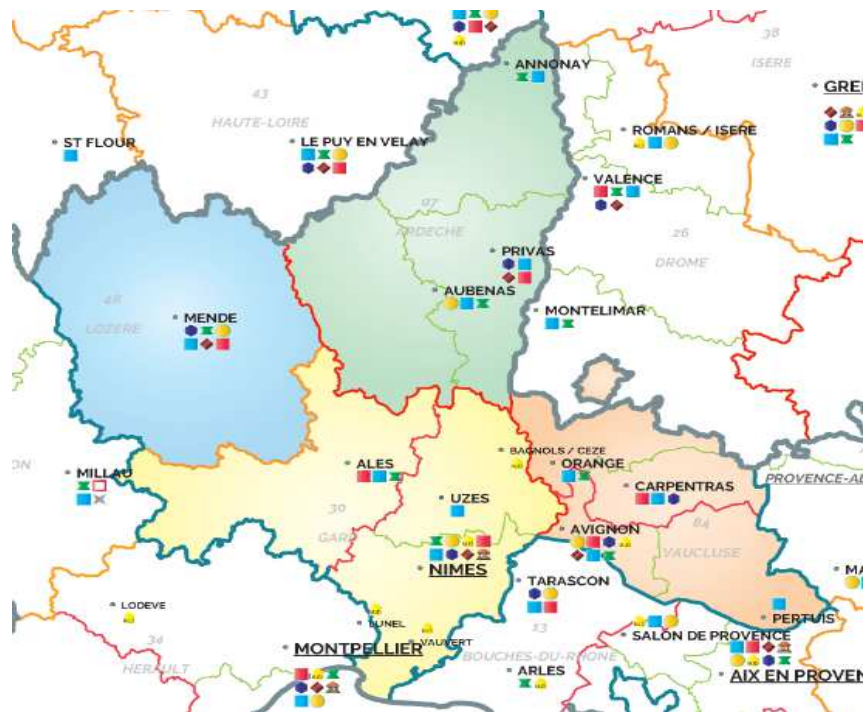 38
ISERE
ANNONAY
GRE
43
HAUTE-LOIRE
ROMANS / ISERE
ST FLOUR
LE PUY EN VELAY
VALENCE
07
ARDECHE
26
DROME
PRIVAS
AUBENAS
48
LOZERE
MENDE
MONTELIMAR
BAGNOLS / CEZE
ON
MILLAU
ALES
ORANGE
PROVENCE-AL
CARPENTRAS
UZES
30
GARD
AVIGNON
84
VAUCLUSE
NIMES
TARASCON
MA
LODEVE
LUNEL
PERTUIS
13
SALON DE PROVENCE
VAUVERT
34
HERAULT
MONTPELLIER
BOUCHES-DU-RHONE
ARLES
AIX EN PROVEN